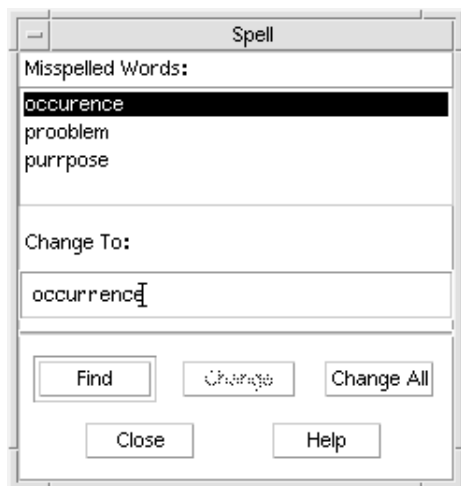 Spell
Misspelled Words:
occurence
prooblem
purrpose
Change To:
occurrence
Find Change Change All
Close Help